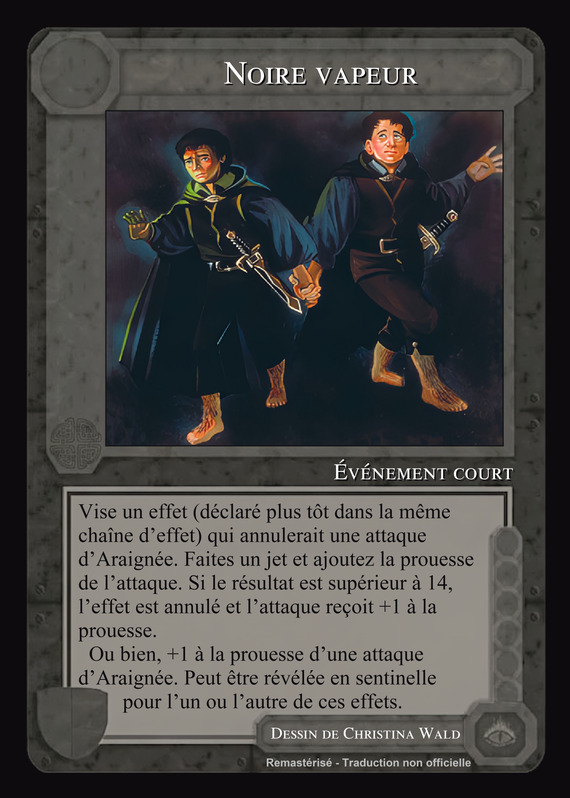 Noire vapeur
Événement court
Vise un effet (déclaré plus tôt dans la même
chaîne d'effet) qui annulerait une attaque
d'Araignée. Faites un jet et ajoutez la prouesse
de l'attaque. Si le résultat est supérieur à 14,
l'effet est annulé et l'attaque reçoit +1 à la
prouesse.
Ou bien, +1 à la prouesse d'une attaque
d'Araignée. Peut être révélée en sentinelle
pour l'un ou l'autre de ces effets.
Dessin de Christina Wald
Remastérisé - Traduction non officielle